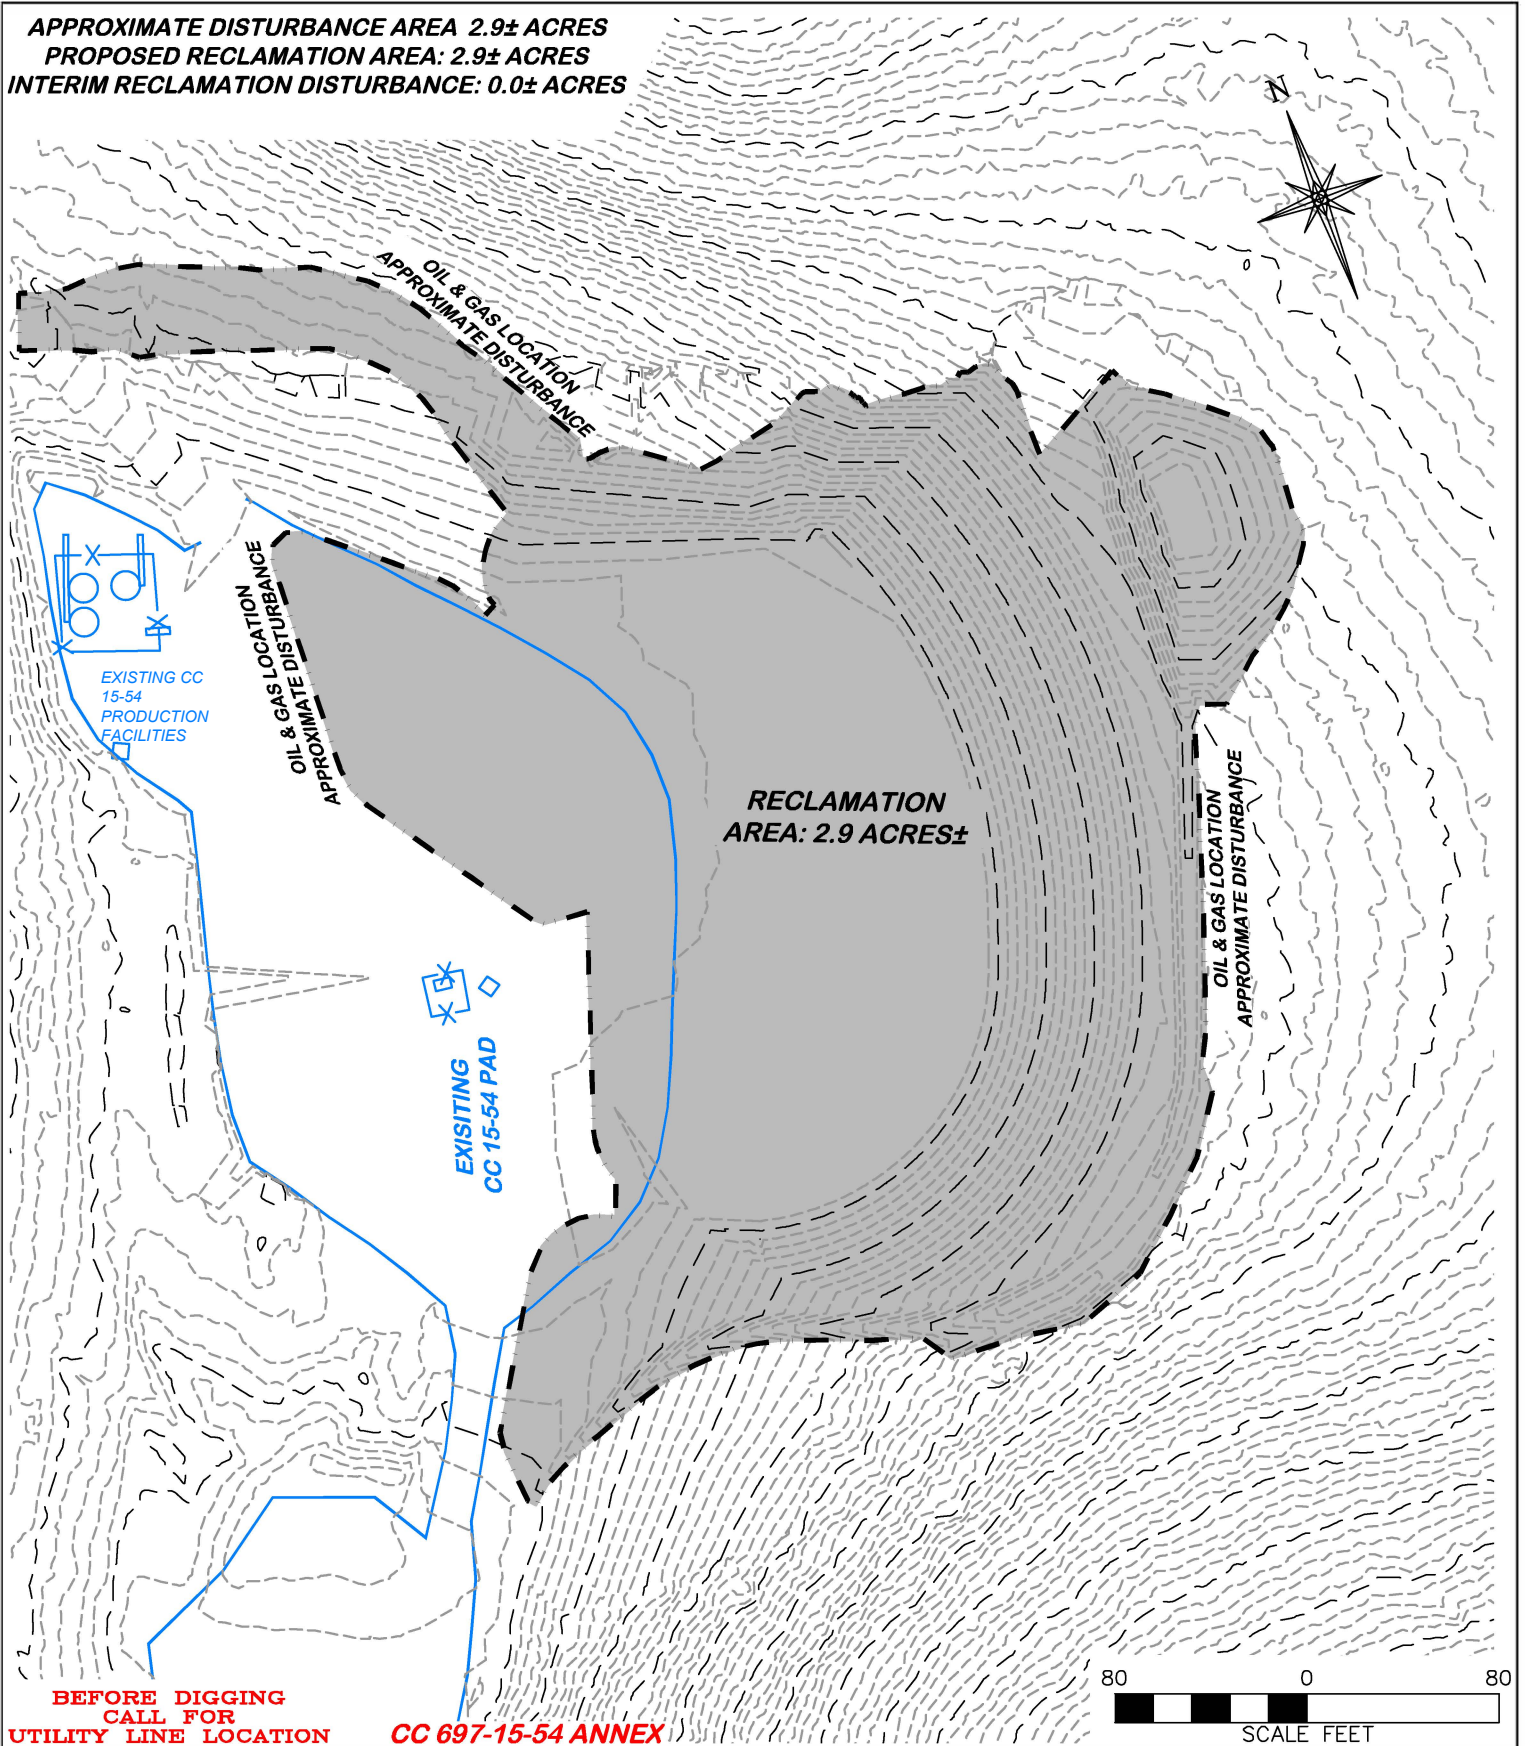 APPROXIMATE DISTURBANCE AREA 2.9± ACRES
PROPOSED RECLAMATION AREA: 2.9± ACRES
INTERIM RECLAMATION DISTURBANCE: 0.0± ACRES
N
OIL & GAS LOCATION
APPROXIMATE DISTURBANCE
OIL & GAS LOCATION
APPROXIMATE DISTURBANCE
EXISTING CC
15-54
PRODUCTION
FACILITIES
RECLAMATION
AREA: 2.9 ACRES±
OIL & GAS LOCATION
APPROXIMATE DISTURBANCE
EXISITING
CC 15-54 PAD
BEFORE DIGGING
CALL FOR
UTILITY LINE LOCATION
CC 697-15-54 ANNEX
80 0 80
SCALE FEET